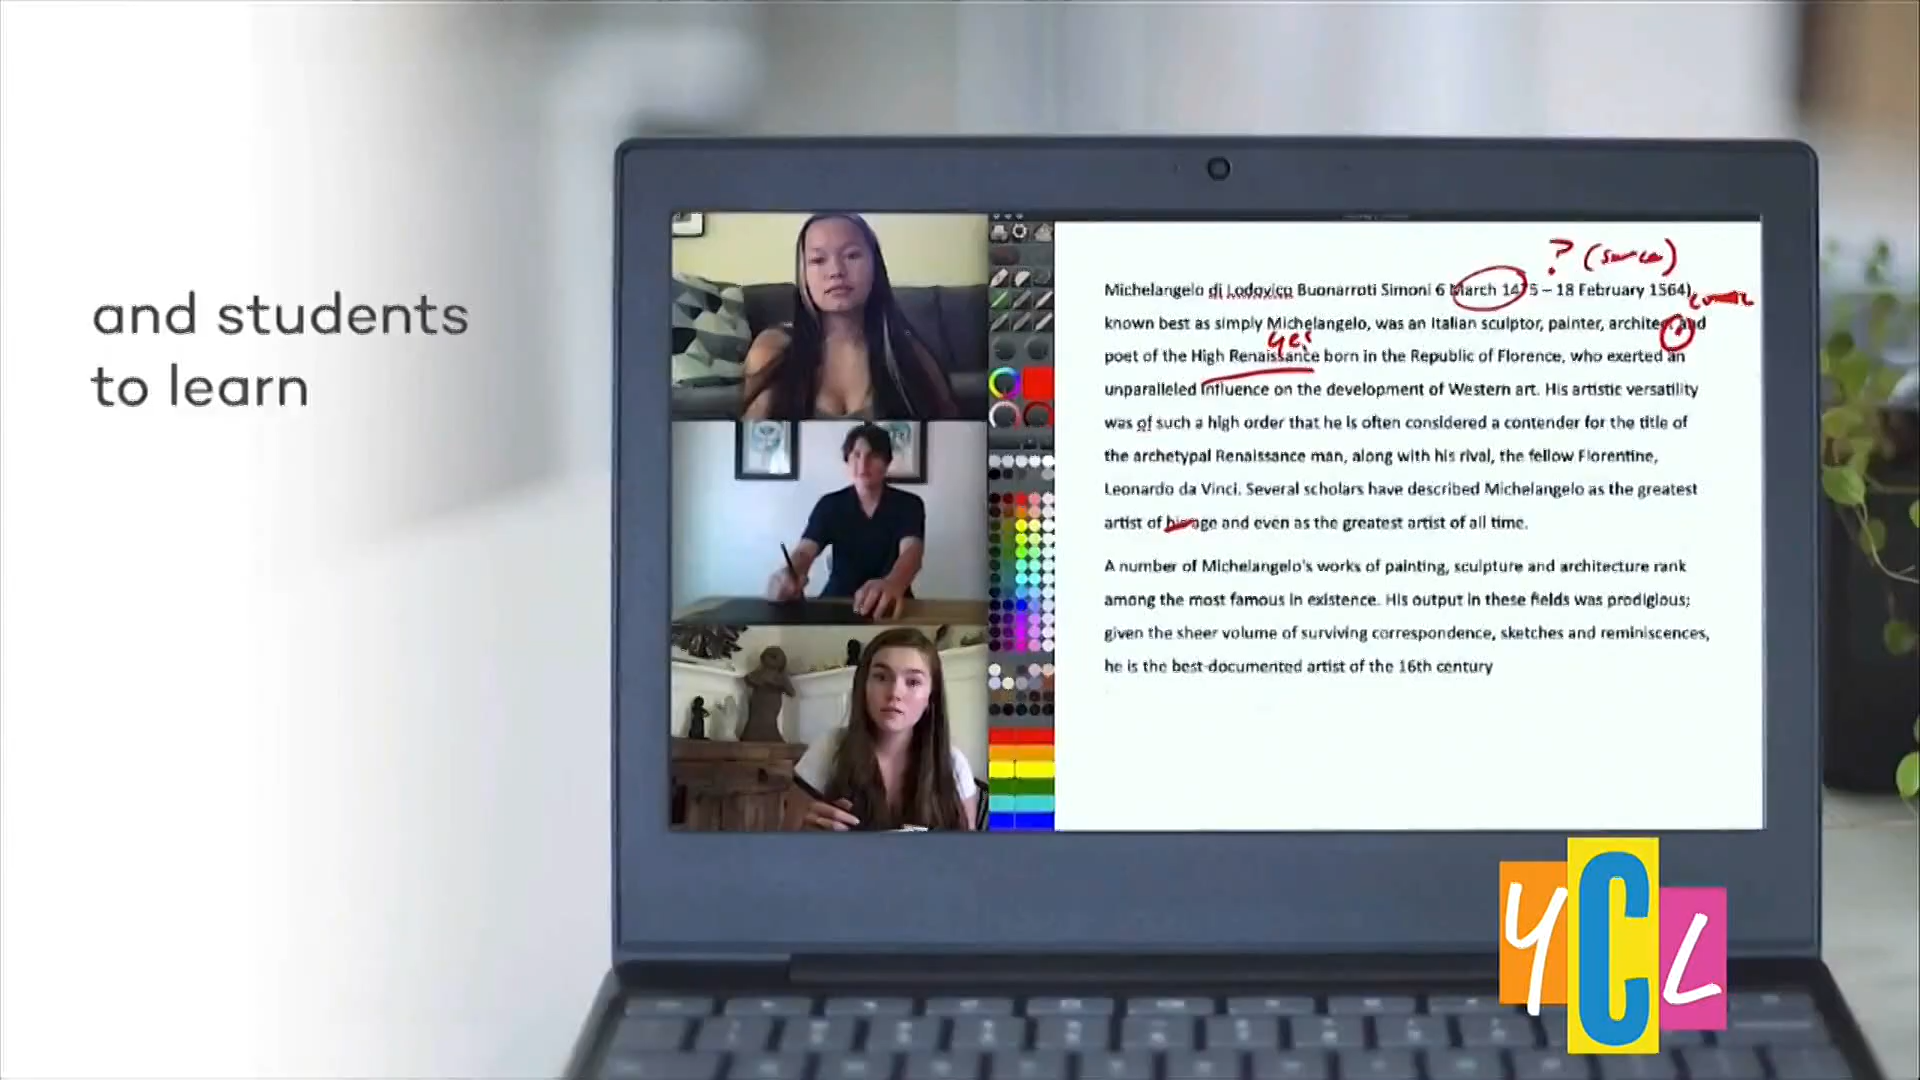 and students
to learn
? (source)
Michelangelo di Lodovico Buonarroti Simoni 6 March 1475 – 18 February 1564)
known best as simply Michelangelo, was an Italian sculptor, painter, architect and
yes
poet of the High Renaissance born in the Republic of Florence, who exerted an
unparalleled influence on the development of Western art. His artistic versatility
was of such a high order that he is often considered a contender for the title of
the archetypal Renaissance man, along with his rival, the fellow Florentine,
Leonardo da Vinci. Several scholars have described Michelangelo as the greatest
artist of his age and even as the greatest artist of all time.
A number of Michelangelo's works of painting, sculpture and architecture rank
among the most famous in existence. His output in these fields was prodigious;
given the sheer volume of surviving correspondence, sketches and reminiscences,
he is the best-documented artist of the 16th century
YCL